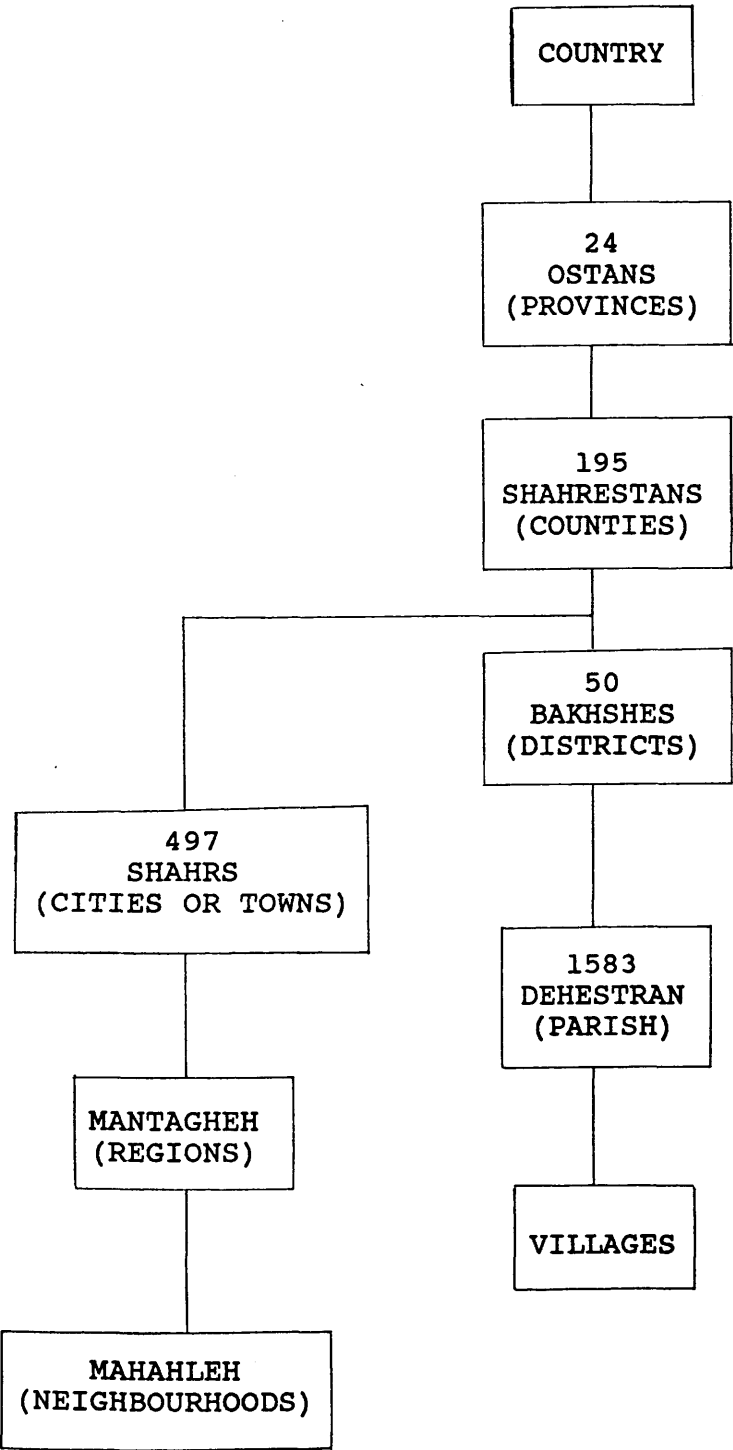 COUNTRY
24
OSTANS
(PROVINCES)
195
SHAHRESTANS
(COUNTIES)
50
BAKHSHES
(DISTRICTS)
497
SHAHRS
(CITIES OR TOWNS)
1583
DEHESTRAN
(PARISH)
MANTAGHEH
(REGIONS)
VILLAGES
MAHAHLEH
(NEIGHBOURHOODS)